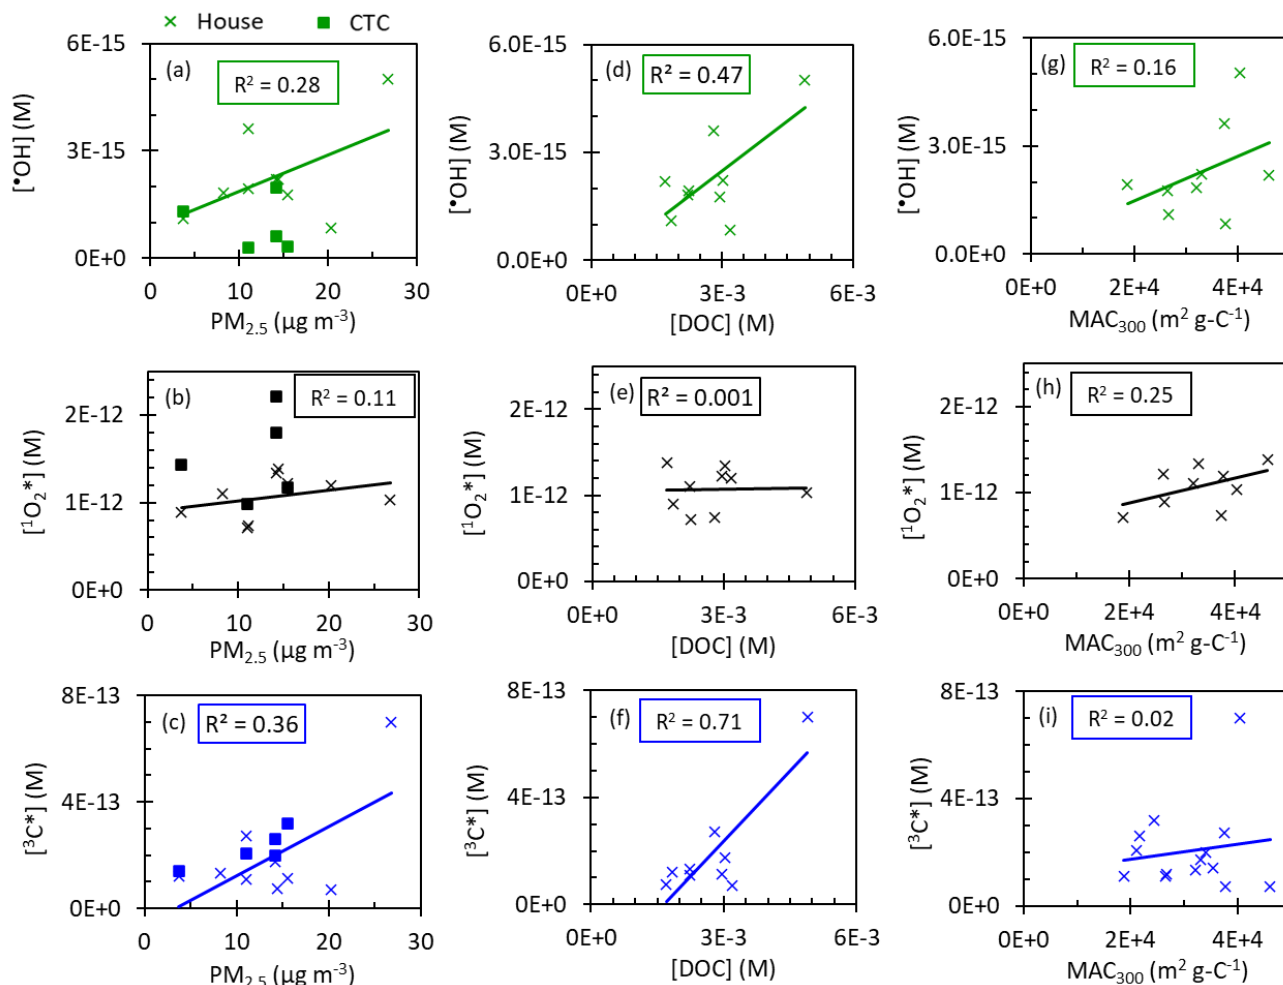 × House ■ CTC
6E-15
3E-15
0E+0
[•OH] (M)
(a)
R² = 0.28
0 10 20 30
PM₂.₅ (µg m⁻³)
6.0E-15
3.0E-15
0.0E+0
[•OH] (M)
(d)
R² = 0.47
0E+0 3E-3 6E-3
[DOC] (M)
6.0E-15
3.0E-15
0.0E+0
[•OH] (M)
(g)
R² = 0.16
0E+0 2E+4 4E+4
MAC₃₀₀ (m² g-C⁻¹)
2E-12
1E-12
0E+0
[¹O₂*] (M)
(b)
R² = 0.11
0 10 20 30
PM₂.₅ (µg m⁻³)
2E-12
1E-12
0E+0
[¹O₂*] (M)
(e)
R² = 0.001
0E+0 3E-3 6E-3
[DOC] (M)
2E-12
1E-12
0E+0
[¹O₂*] (M)
(h)
R² = 0.25
0E+0 2E+4 4E+4
MAC₃₀₀ (m² g-C⁻¹)
8E-13
4E-13
0E+0
[³C*] (M)
(c)
R² = 0.36
0 10 20 30
PM₂.₅ (µg m⁻³)
8E-13
4E-13
0E+0
[³C*] (M)
(f)
R² = 0.71
0E+0 3E-3 6E-3
[DOC] (M)
8E-13
4E-13
0E+0
[³C*] (M)
(i)
R² = 0.02
0E+0 2E+4 4E+4
MAC₃₀₀ (m² g-C⁻¹)